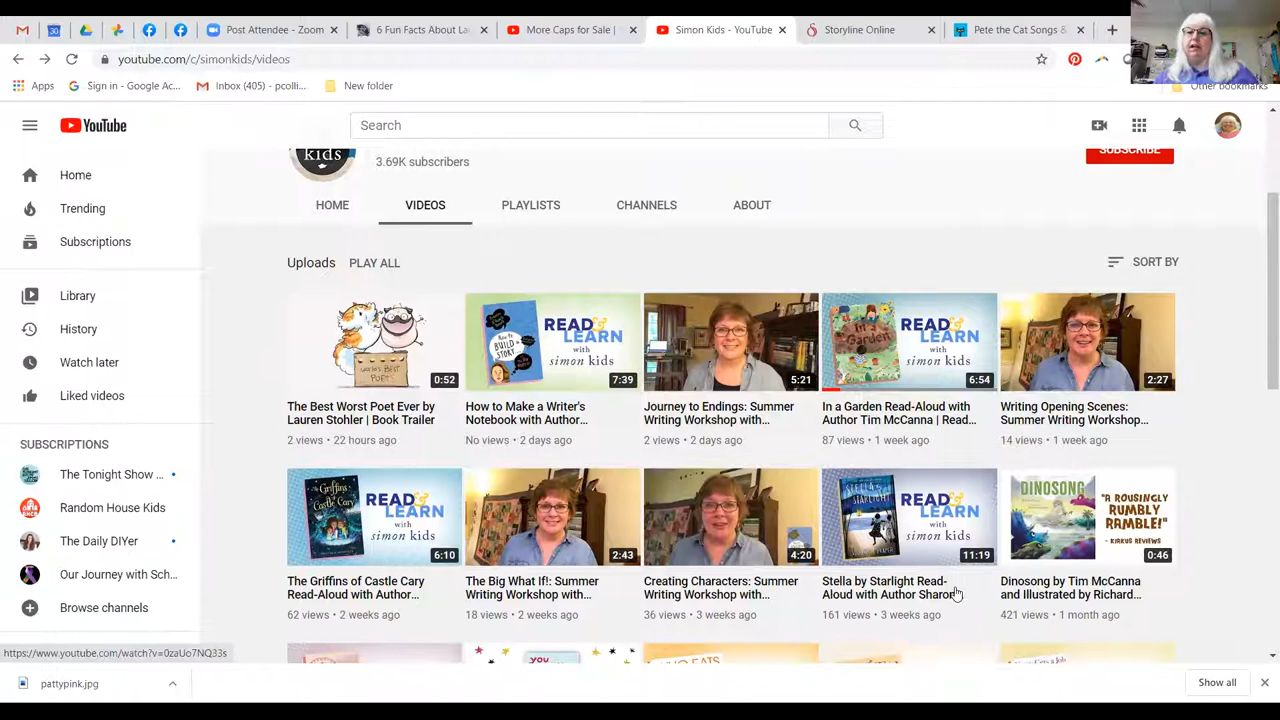 Post Attendee - Zoom
6 Fun Facts About La
More Caps for Sale |
Simon Kids - YouTube
Storyline Online
Pete the Cat Songs &
youtube.com/c/simonkids/videos
Apps
Sign in - Google Ac...
Inbox (405) - pcolli...
New folder
Other bookmarks
YouTube
Search
kids
3.69K subscribers
SUBSCRIBE
Home
Trending
Subscriptions
Library
History
Watch later
Liked videos
SUBSCRIPTIONS
The Tonight Show ...
Random House Kids
The Daily DIYer
Our Journey with Sch...
Browse channels
HOME
VIDEOS
PLAYLISTS
CHANNELS
ABOUT
Uploads
PLAY ALL
SORT BY
WORLD'S BEST
POETS
0:52
HOW to
BUILD a
STORY
READ &
LEARN
with
simon kids
7:39
5:21
In a
GARDEN
READ &
LEARN
with
simon kids
6:54
2:27
The Best Worst Poet Ever by
Lauren Stohler | Book Trailer
2 views • 22 hours ago
How to Make a Writer's
Notebook with Author...
No views • 2 days ago
Journey to Endings: Summer
Writing Workshop with...
2 views • 2 days ago
In a Garden Read-Aloud with
Author Tim McCanna | Read...
87 views • 1 week ago
Writing Opening Scenes:
Summer Writing Workshop...
14 views • 1 week ago
The Griffins
of Castle Cary
READ &
LEARN
with
simon kids
6:10
2:43
4:20
STELLA by
STARLIGHT
READ &
LEARN
with
simon kids
11:19
DINOSONG
"A ROUSINGLY
RUMBLY
RAMBLE!"
- KIRKUS REVIEWS
0:46
The Griffins of Castle Cary
Read-Aloud with Author...
62 views • 2 weeks ago
The Big What If!: Summer
Writing Workshop with...
18 views • 2 weeks ago
Creating Characters: Summer
Writing Workshop with...
36 views • 3 weeks ago
Stella by Starlight Read-
Aloud with Author Sharon
161 views • 3 weeks ago
Dinosong by Tim McCanna
and Illustrated by Richard...
421 views • 1 month ago
YOU
https://www.youtube.com/watch?v=0zaUo7NQ33s
pattypink.jpg
Show all